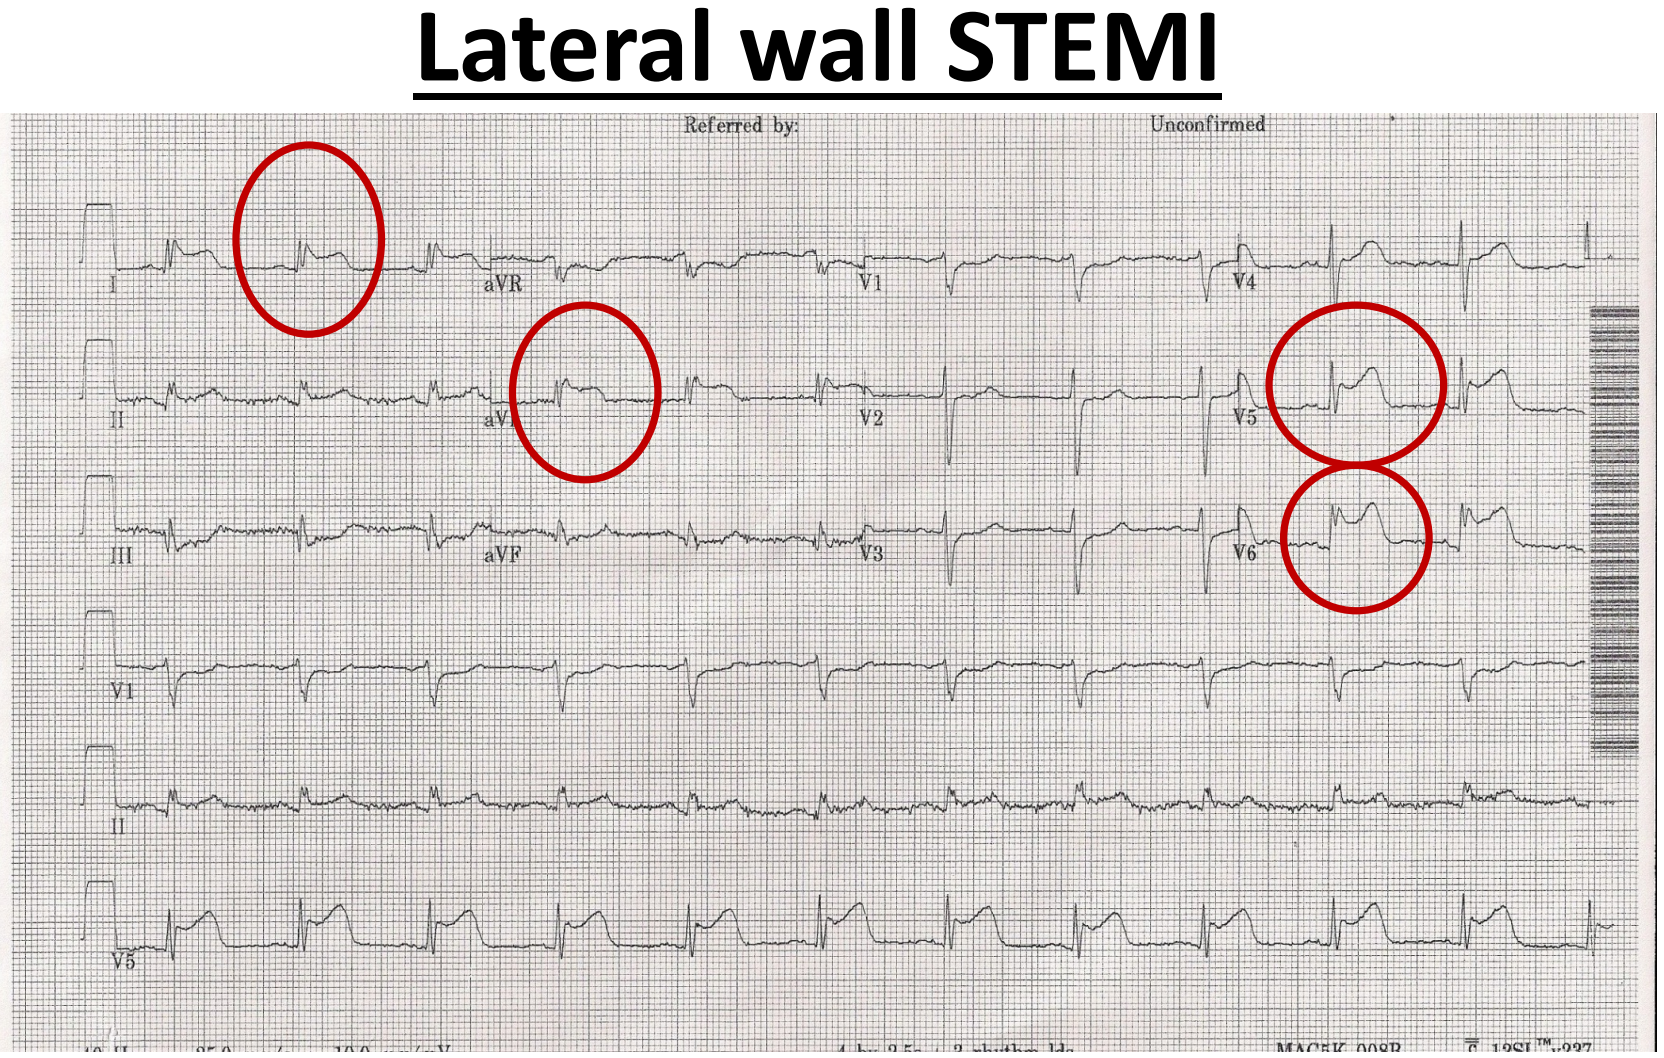 Lateral wall STEMI
Referred by: Unconfirmed
I aVR V1 V4
II V2 V5
III aVF V3 V6
V1
II
V5